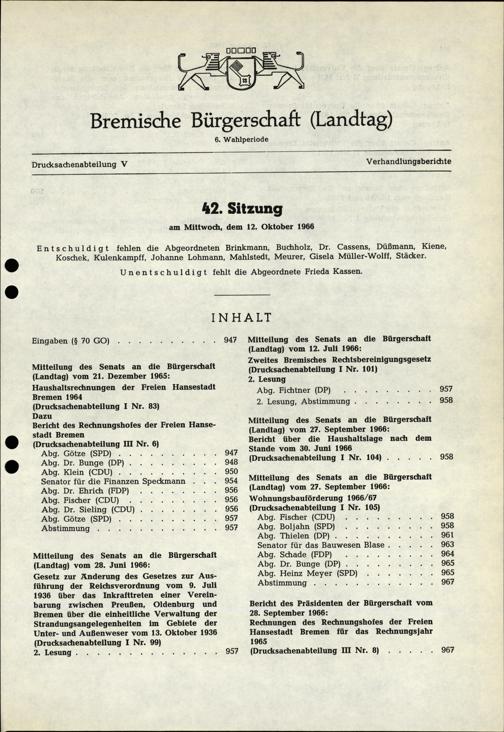 Bremische Bürgerschaft (Landtag)
6. Wahlperiode
Drucksachenabteilung V
Verhandlungsberichte
42. Sitzung
am Mittwoch, dem 12. Oktober 1966
Entschuldigt fehlen die Abgeordneten Brinkmann, Buchholz, Dr. Cassens, Düßmann, Kiene,
Koschek, Kulenkampff, Johanne Lohmann, Mahlstedt, Meurer, Gisela Müller-Wolff, Stäcker.
Unentschuldigt fehlt die Abgeordnete Frieda Kassen.
INHALT
Eingaben (§ 70 GO) . . . . . . . . . 947
Mitteilung des Senats an die Bürgerschaft
(Landtag) vom 21. Dezember 1965:
Haushaltsrechnungen der Freien Hansestadt
Bremen 1964
(Drucksachenabteilung I Nr. 83)
Dazu
Bericht des Rechnungshofes der Freien Hanse-
stadt Bremen
(Drucksachenabteilung III Nr. 6)
Abg. Götze (SPD) . . . . . . . . . 947
Abg. Dr. Bunge (DP) . . . . . . . . 948
Abg. Klein (CDU) . . . . . . . . . 950
Senator für die Finanzen Speckmann . . . 954
Abg. Dr. Ehrich (FDP) . . . . . . . . 956
Abg. Fischer (CDU) . . . . . . . . . 956
Abg. Dr. Sieling (CDU) . . . . . . . . 956
Abg. Götze (SPD) . . . . . . . . . 957
Abstimmung . . . . . . . . . . . 957
Mitteilung des Senats an die Bürgerschaft
(Landtag) vom 28. Juni 1966:
Gesetz zur Änderung des Gesetzes zur Aus-
führung der Reichsverordnung vom 9. Juli
1936 über das Inkrafttreten einer Verein-
barung zwischen Preußen, Oldenburg und
Bremen über die einheitliche Verwaltung der
Strandungsangelegenheiten im Gebiete der
Unter- und Außenweser vom 13. Oktober 1936
(Drucksachenabteilung I Nr. 99)
2. Lesung . . . . . . . . . . . . 957
Mitteilung des Senats an die Bürgerschaft
(Landtag) vom 12. Juli 1966:
Zweites Bremisches Rechtsbereinigungsgesetz
(Drucksachenabteilung I Nr. 101)
2. Lesung
Abg. Fichtner (DP) . . . . . . . . 957
2. Lesung, Abstimmung . . . . . . . 958
Mitteilung des Senats an die Bürgerschaft
(Landtag) vom 27. September 1966:
Bericht über die Haushaltslage nach dem
Stande vom 30. Juni 1966
(Drucksachenabteilung I Nr. 104) . . . . . 958
Mitteilung des Senats an die Bürgerschaft
(Landtag) vom 27. September 1966:
Wohnungsbauförderung 1966/67
(Drucksachenabteilung I Nr. 105)
Abg. Fischer (CDU) . . . . . . . . 958
Abg. Boljahn (SPD) . . . . . . . . 958
Abg. Thielen (DP) . . . . . . . . . 961
Senator für das Bauwesen Blase . . . . . 963
Abg. Schade (FDP) . . . . . . . . . 964
Abg. Dr. Bunge (DP) . . . . . . . . 965
Abg. Heinz Meyer (SPD) . . . . . . . 965
Abstimmung . . . . . . . . . . . 967
Bericht des Präsidenten der Bürgerschaft vom
28. September 1966:
Rechnungen des Rechnungshofes der Freien
Hansestadt Bremen für das Rechnungsjahr
1965
(Drucksachenabteilung III Nr. 8) . . . . . 967